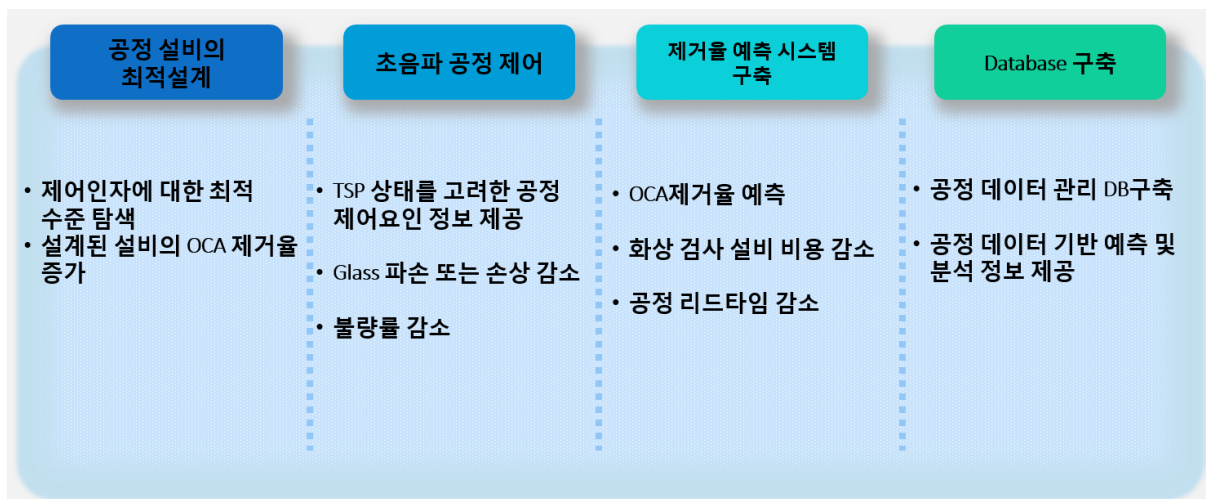 공정 설비의
최적설계
초음파 공정 제어
제거율 예측 시스템
구축
Database 구축
• 제어인자에 대한 최적
수준 탐색
• 설계된 설비의 OCA 제거율
증가
• TSP 상태를 고려한 공정
제어요인 정보 제공
• Glass 파손 또는 손상 감소
• 불량률 감소
• OCA제거율 예측
• 화상 검사 설비 비용 감소
• 공정 리드타임 감소
• 공정 데이터 관리 DB구축
• 공정 데이터 기반 예측 및
분석 정보 제공